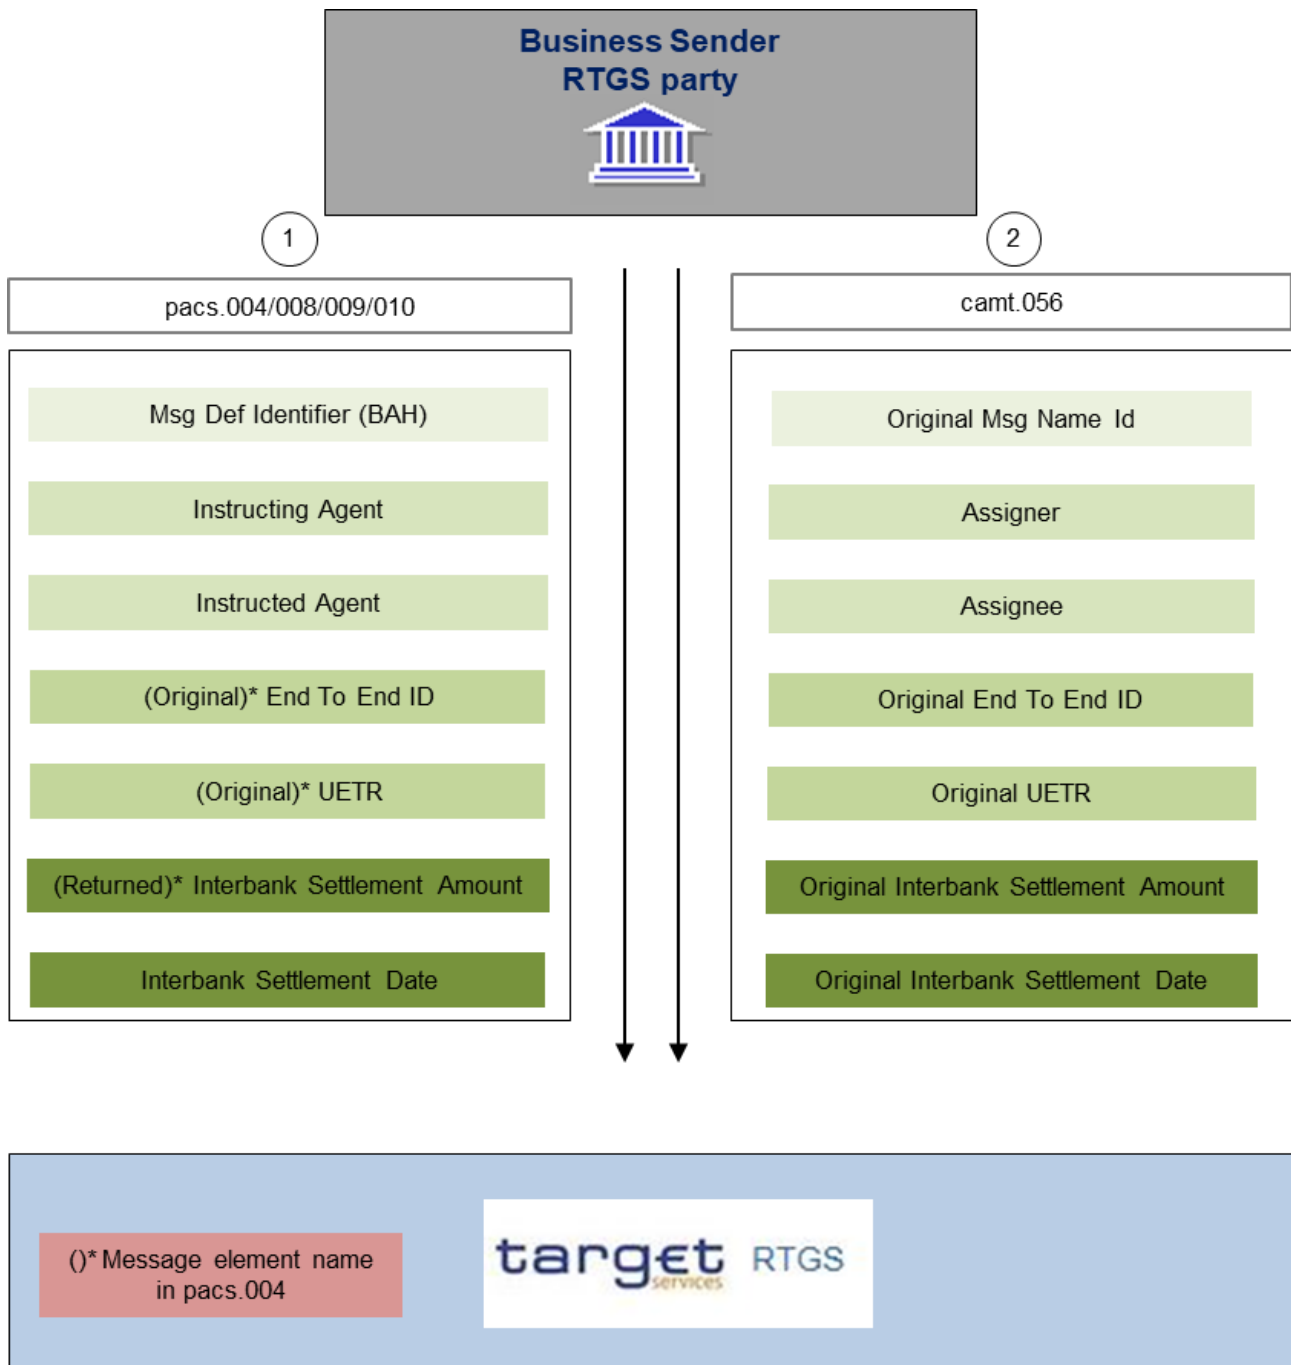 Business Sender
RTGS party
1
2
pacs.004/008/009/010
camt.056
Msg Def Identifier (BAH)
Instructing Agent
Instructed Agent
(Original)* End To End ID
(Original)* UETR
(Returned)* Interbank Settlement Amount
Interbank Settlement Date
Original Msg Name Id
Assigner
Assignee
Original End To End ID
Original UETR
Original Interbank Settlement Amount
Original Interbank Settlement Date
()* Message element name
in pacs.004
target RTGS
services